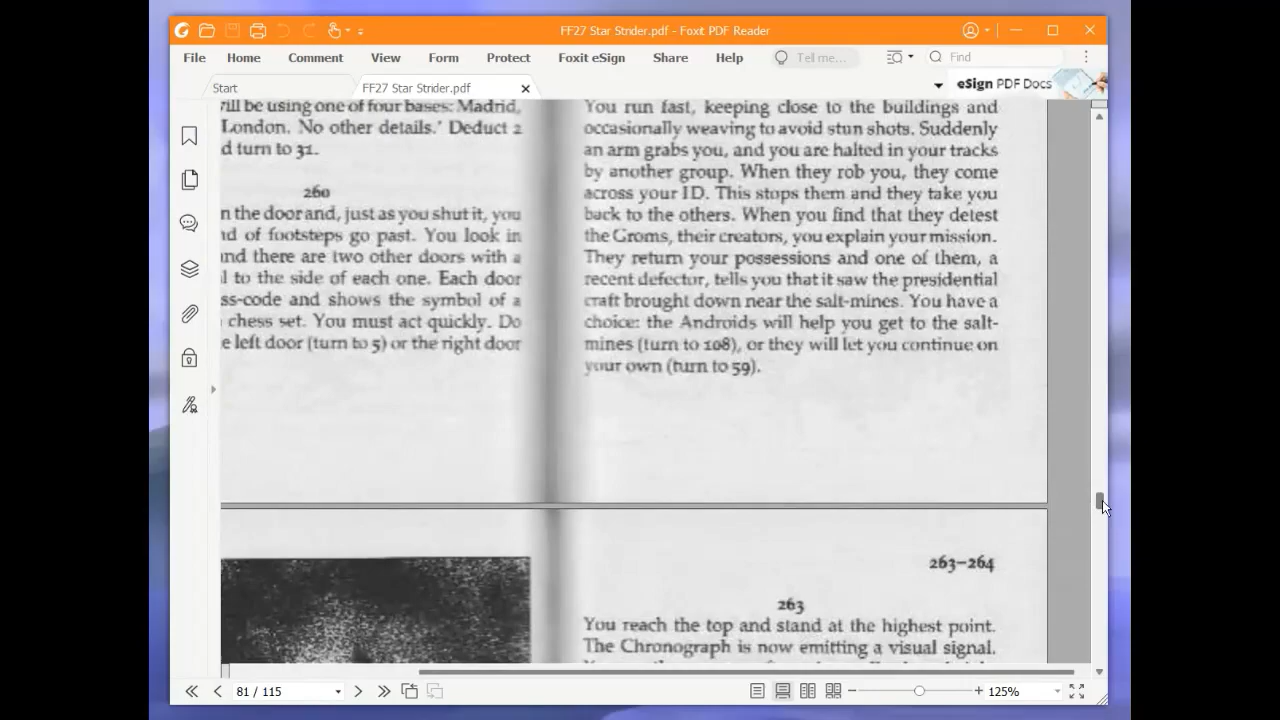 FF27 Star Strider.pdf - Foxit PDF Reader
File Home Comment View Form Protect Foxit eSign Share Help Tell me... Find
Start FF27 Star Strider.pdf eSign PDF Docs
will be using one of four bases: Madrid,
London. No other details.' Deduct 2
d turn to 31.
260
n the door and, just as you shut it, you
nd of footsteps go past. You look in
and there are two other doors with a
l to the side of each one. Each door
ss-code and shows the symbol of a
chess set. You must act quickly. Do
e left door (turn to 5) or the right door
You run fast, keeping close to the buildings and
occasionally weaving to avoid stun shots. Suddenly
an arm grabs you, and you are halted in your tracks
by another group. When they rob you, they come
across your ID. This stops them and they take you
back to the others. When you find that they detest
the Groms, their creators, you explain your mission.
They return your possessions and one of them, a
recent defector, tells you that it saw the presidential
craft brought down near the salt-mines. You have a
choice: the Androids will help you get to the salt-
mines (turn to 108), or they will let you continue on
your own (turn to 59).
263–264
263
You reach the top and stand at the highest point.
The Chronograph is now emitting a visual signal.
81 / 115 125%